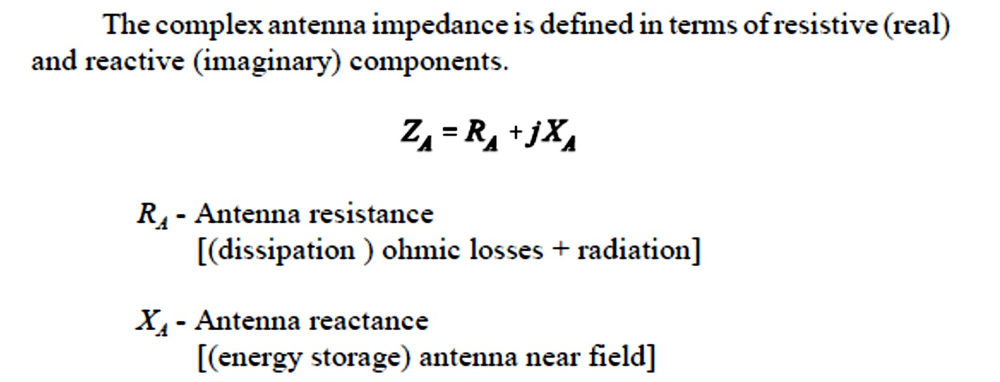 The complex antenna impedance is defined in terms of resistive (real)
and reactive (imaginary) components.
Z_A = R_A + jX_A
R_A - Antenna resistance
[(dissipation ) ohmic losses + radiation]
X_A - Antenna reactance
[(energy storage) antenna near field]